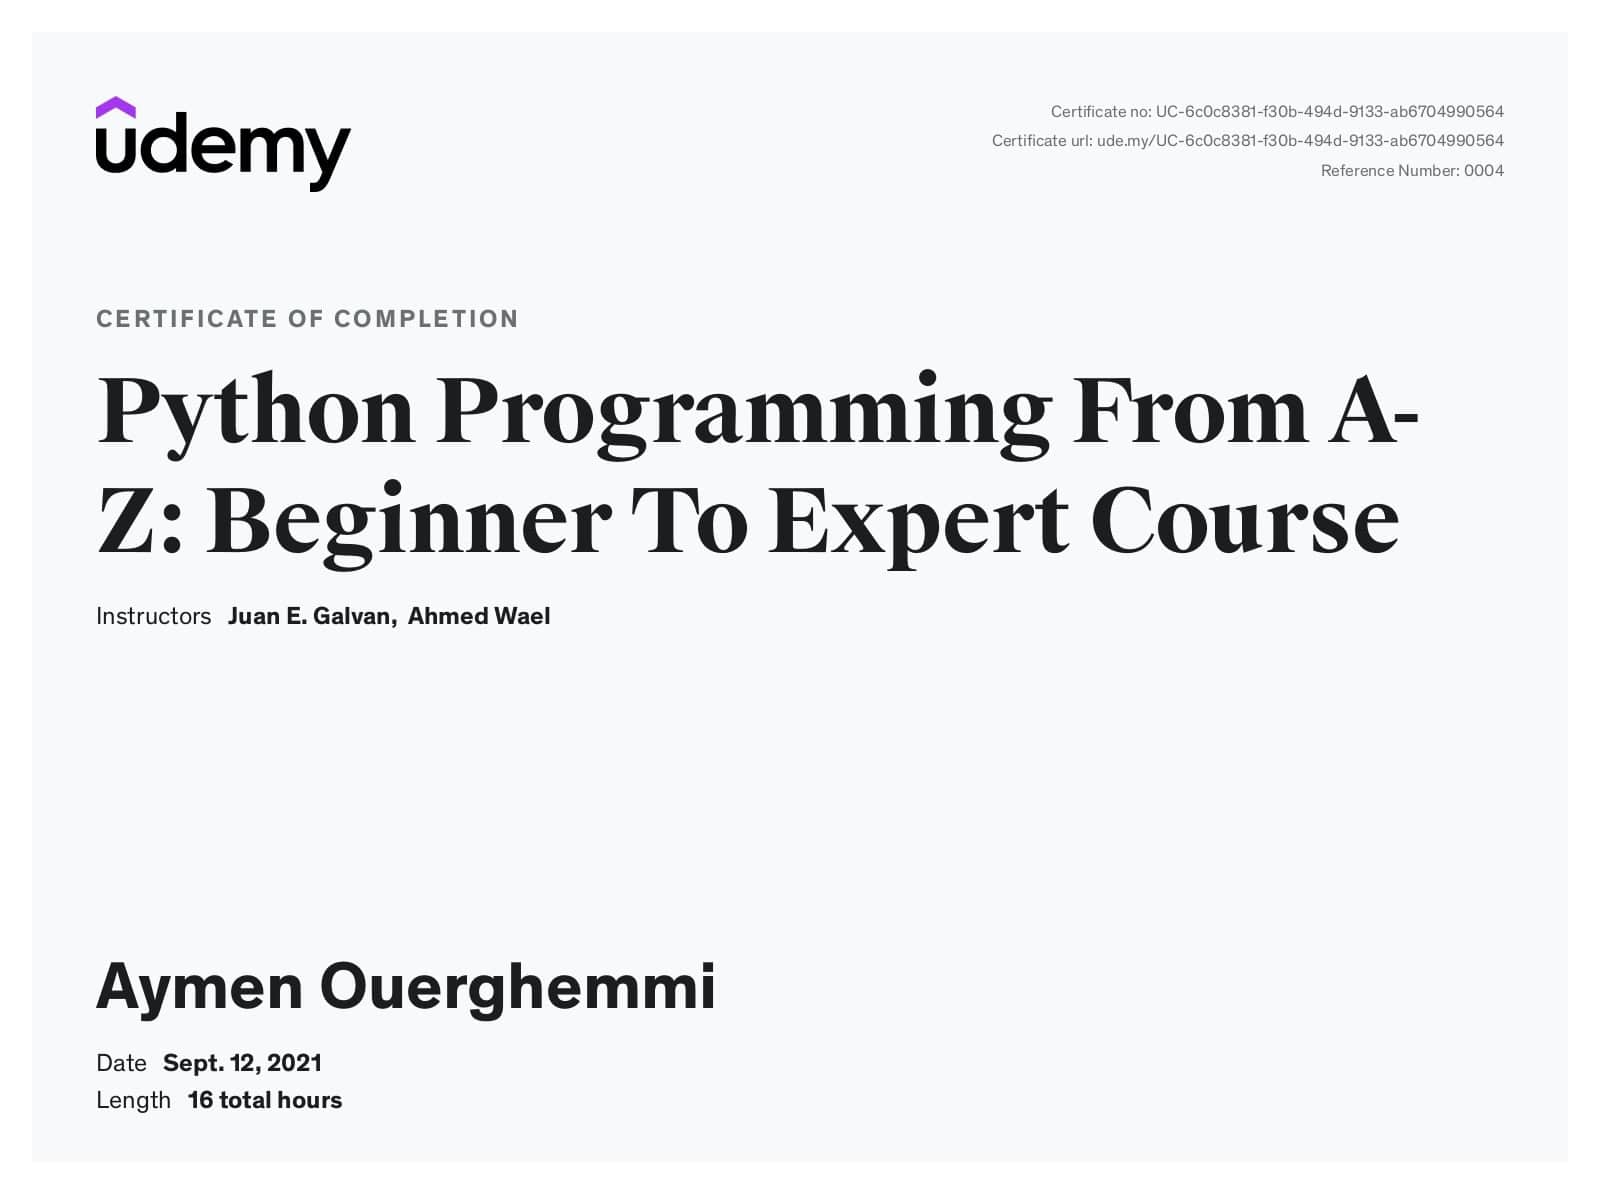 udemy
Certificate no: UC-6c0c8381-f30b-494d-9133-ab6704990564
Certificate url: ude.my/UC-6c0c8381-f30b-494d-9133-ab6704990564
Reference Number: 0004
CERTIFICATE OF COMPLETION
Python Programming From A-
Z: Beginner To Expert Course
Instructors Juan E. Galvan, Ahmed Wael
Aymen Ouerghemmi
Date Sept. 12, 2021
Length 16 total hours